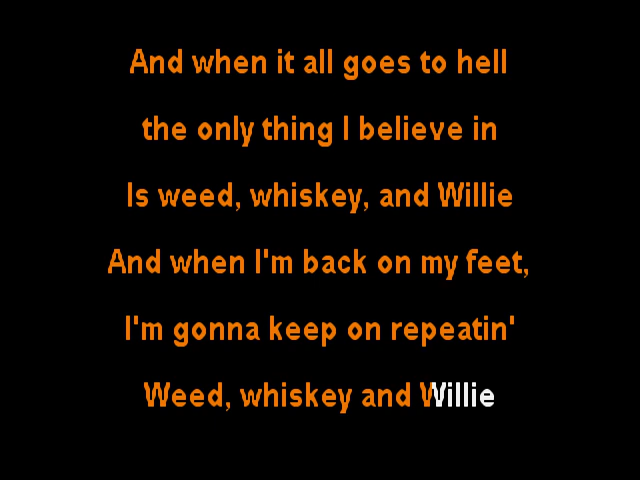 And when it all goes to hell
the only thing I believe in
Is weed, whiskey, and Willie
And when I'm back on my feet,
I'm gonna keep on repeatin'
Weed, whiskey and Willie